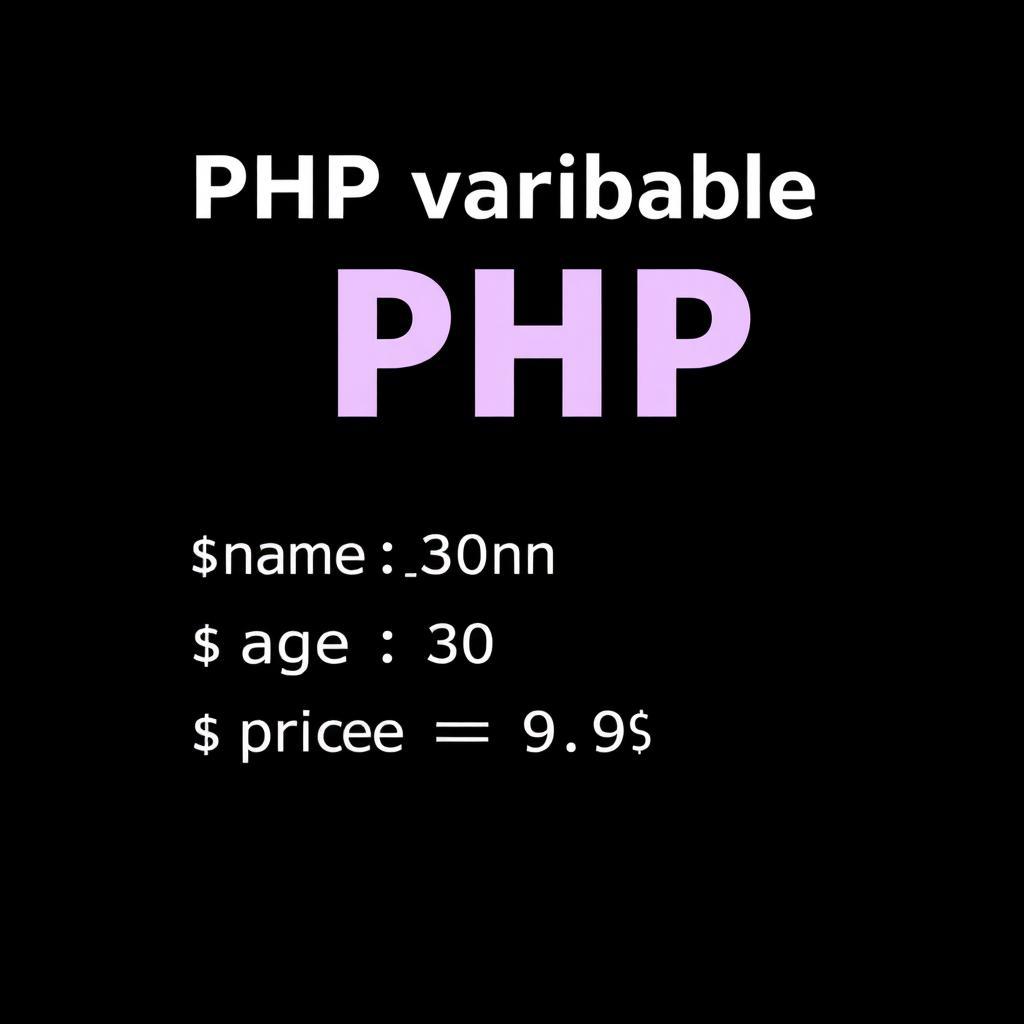 PHP varibable
PHP
$name:_30nn
$ age : 30
$ pricee = 9.9$